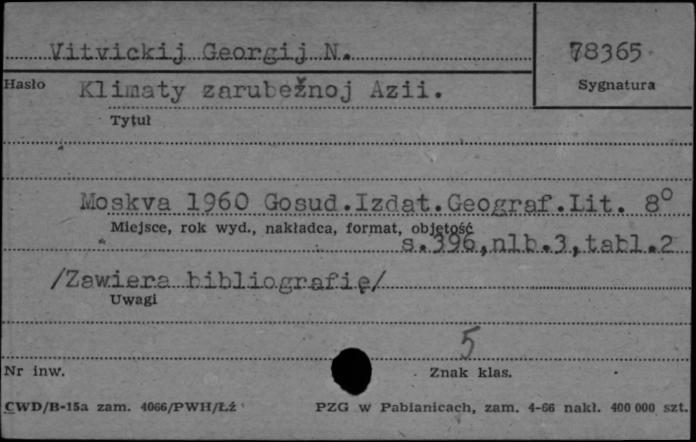 Vitvickij Georgij N.
78365
Hasło
Sygnatura
Klimaty zarubežnoj Azii.
Tytuł
Moskva 1960 Gosud.Izdat.Geograf.Lit. 8°
Miejsce, rok wyd., nakładca, format, objętość
s.396,nlb.3,tabl.2
/Zawiera bibliografię/
Uwagi
5
Nr inw.
Znak klas.
CWD/B-15a zam. 4066/PWH/Łź
PZG w Pabianicach, zam. 4-66 nakł. 400 000 szt.